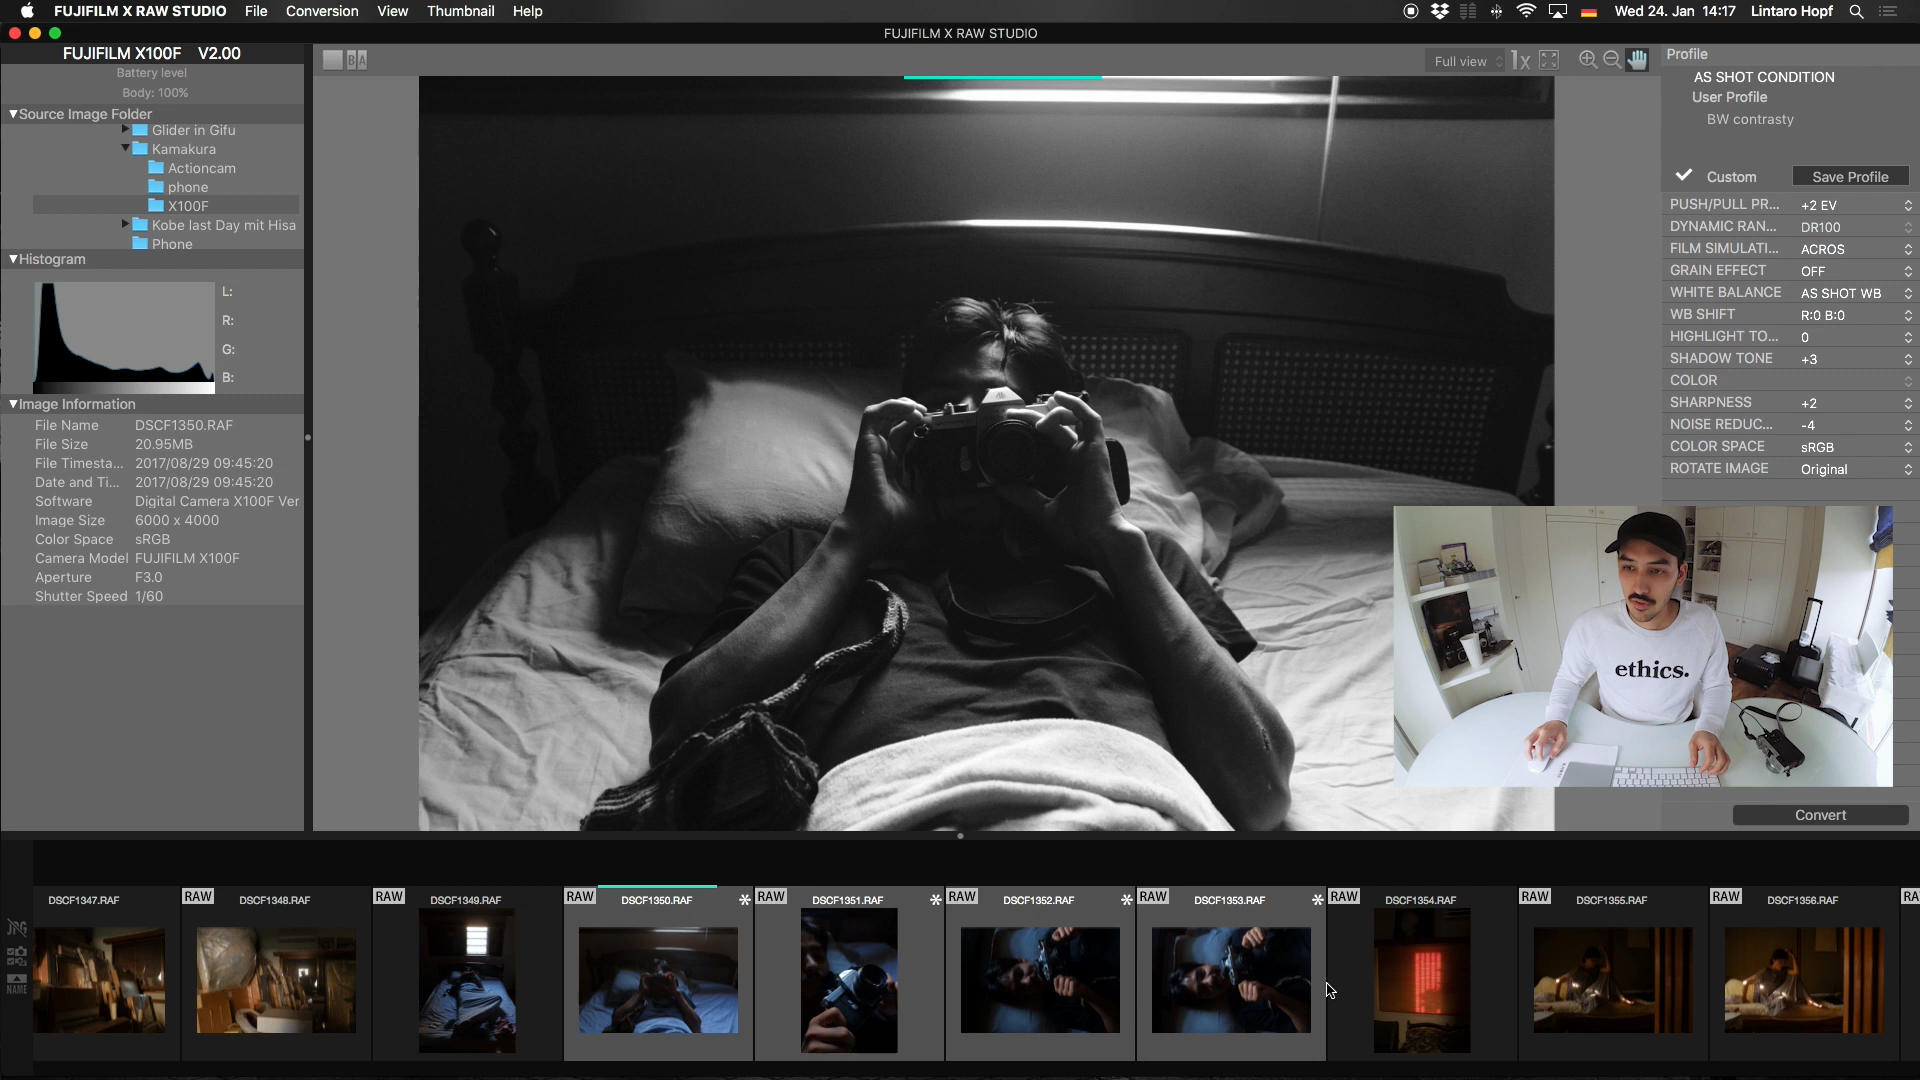 FUJIFILM X RAW STUDIO File Conversion View Thumbnail Help Wed 24. Jan 14:17 Lintaro Hopf
FUJIFILM X RAW STUDIO
FUJIFILM X100F V2.00
Battery level
Body: 100%
▼Source Image Folder
Glider in Gifu
Kamakura
Actioncam
phone
X100F
Kobe last Day mit Hisa
Phone
▼Histogram
L:
R:
G:
B:
▼Image Information
File Name DSCF1350.RAF
File Size 20.95MB
File Timesta... 2017/08/29 09:45:20
Date and Ti... 2017/08/29 09:45:20
Software Digital Camera X100F Ver
Image Size 6000 x 4000
Color Space sRGB
Camera Model FUJIFILM X100F
Aperture F3.0
Shutter Speed 1/60
B A
Full view 1x
Profile
AS SHOT CONDITION
User Profile
BW contrasty
Custom Save Profile
PUSH/PULL PR... +2 EV
DYNAMIC RAN... DR100
FILM SIMULATI... ACROS
GRAIN EFFECT OFF
WHITE BALANCE AS SHOT WB
WB SHIFT R:0 B:0
HIGHLIGHT TO... 0
SHADOW TONE +3
COLOR
SHARPNESS +2
NOISE REDUC... -4
COLOR SPACE sRGB
ROTATE IMAGE Original
ethics.
Convert
DSCF1347.RAF
RAW DSCF1348.RAF
RAW DSCF1349.RAF
RAW DSCF1350.RAF
RAW DSCF1351.RAF
RAW DSCF1352.RAF
RAW DSCF1353.RAF
RAW DSCF1354.RAF
RAW DSCF1355.RAF
RAW DSCF1356.RAF
RA
JPG
NAME